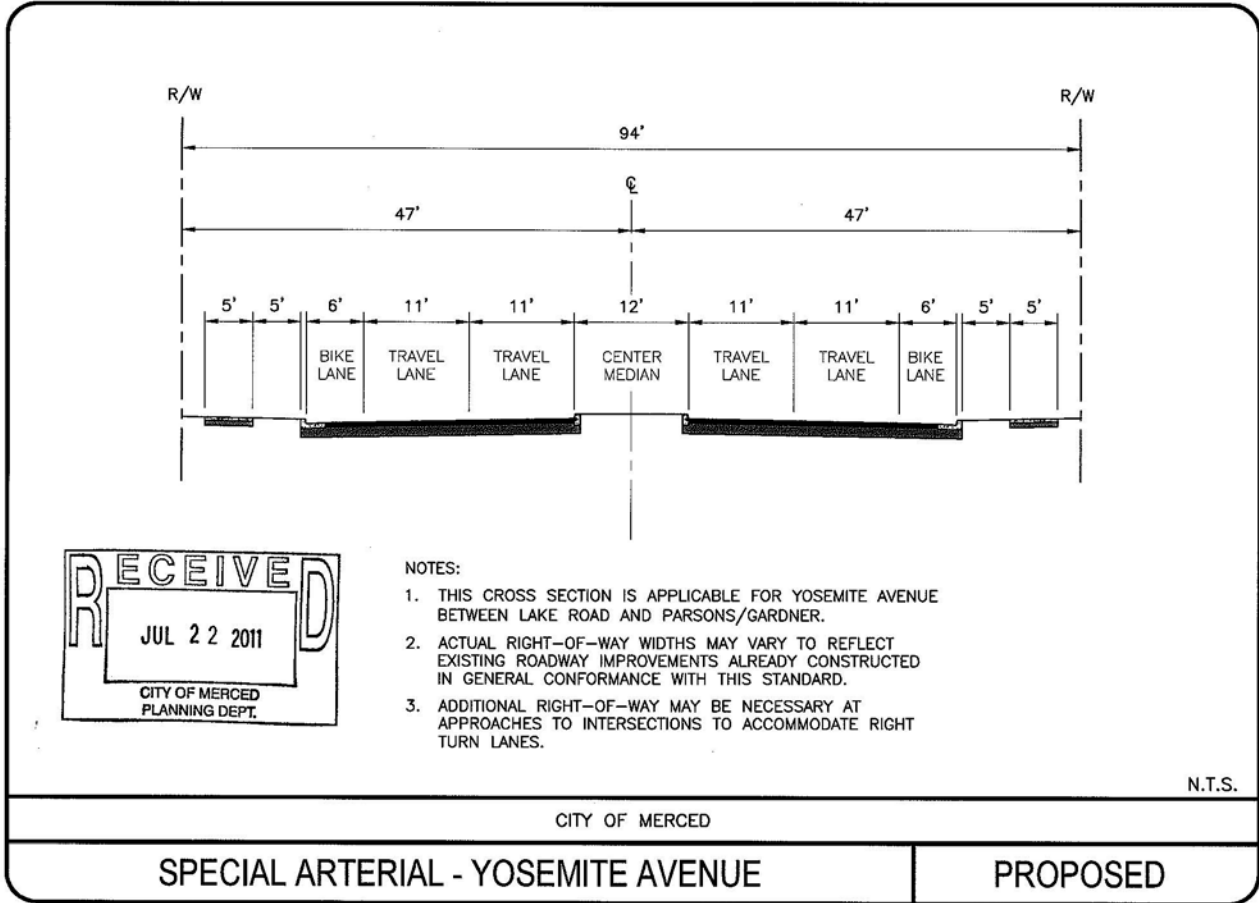 R/W R/W
94'
℄
47' 47'
5' 5' 6' 11' 11' 12' 11' 11' 6' 5' 5'
BIKE LANE
TRAVEL LANE
TRAVEL LANE
CENTER MEDIAN
TRAVEL LANE
TRAVEL LANE
BIKE LANE
RECEIVED
JUL 22 2011
CITY OF MERCED
PLANNING DEPT.
NOTES:
1. THIS CROSS SECTION IS APPLICABLE FOR YOSEMITE AVENUE
BETWEEN LAKE ROAD AND PARSONS/GARDNER.
2. ACTUAL RIGHT-OF-WAY WIDTHS MAY VARY TO REFLECT
EXISTING ROADWAY IMPROVEMENTS ALREADY CONSTRUCTED
IN GENERAL CONFORMANCE WITH THIS STANDARD.
3. ADDITIONAL RIGHT-OF-WAY MAY BE NECESSARY AT
APPROACHES TO INTERSECTIONS TO ACCOMMODATE RIGHT
TURN LANES.
N.T.S.
CITY OF MERCED
SPECIAL ARTERIAL - YOSEMITE AVENUE
PROPOSED